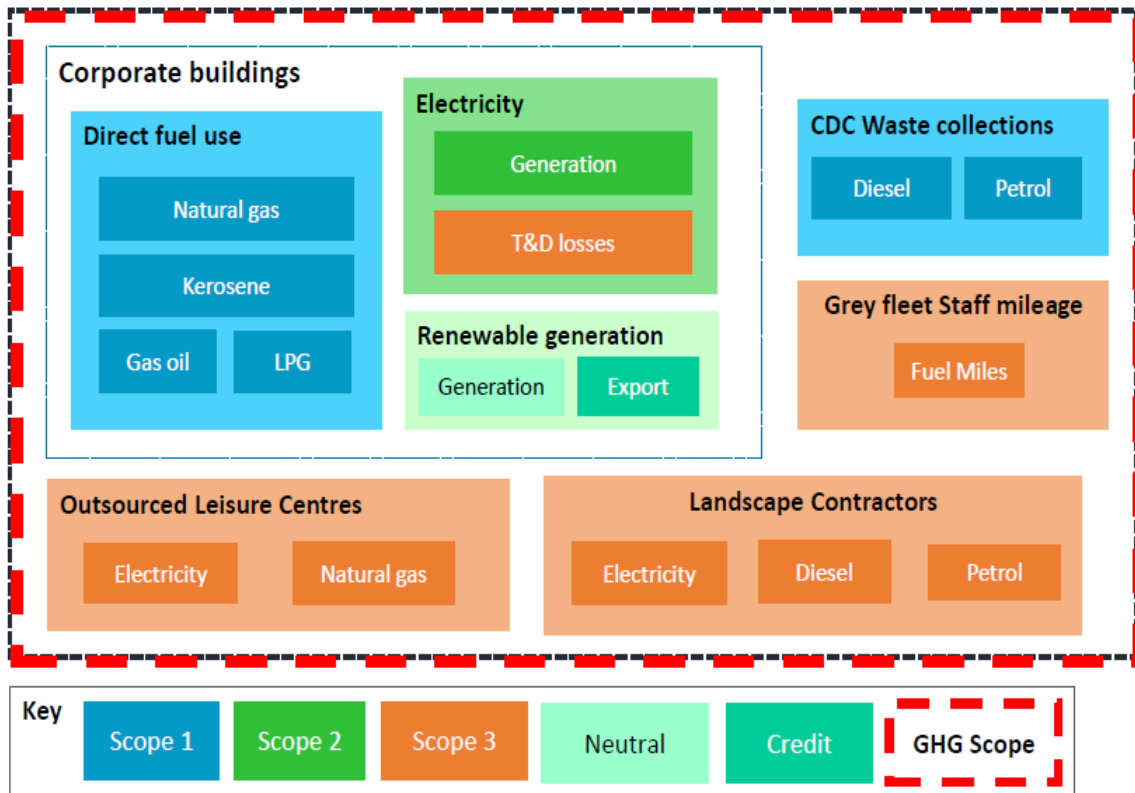 Corporate buildings
Direct fuel use
Natural gas
Kerosene
Gas oil
LPG
Electricity
Generation
T&D losses
Renewable generation
Generation
Export
CDC Waste collections
Diesel
Petrol
Grey fleet Staff mileage
Fuel Miles
Outsourced Leisure Centres
Electricity
Natural gas
Landscape Contractors
Electricity
Diesel
Petrol
Key
Scope 1
Scope 2
Scope 3
Neutral
Credit
GHG Scope